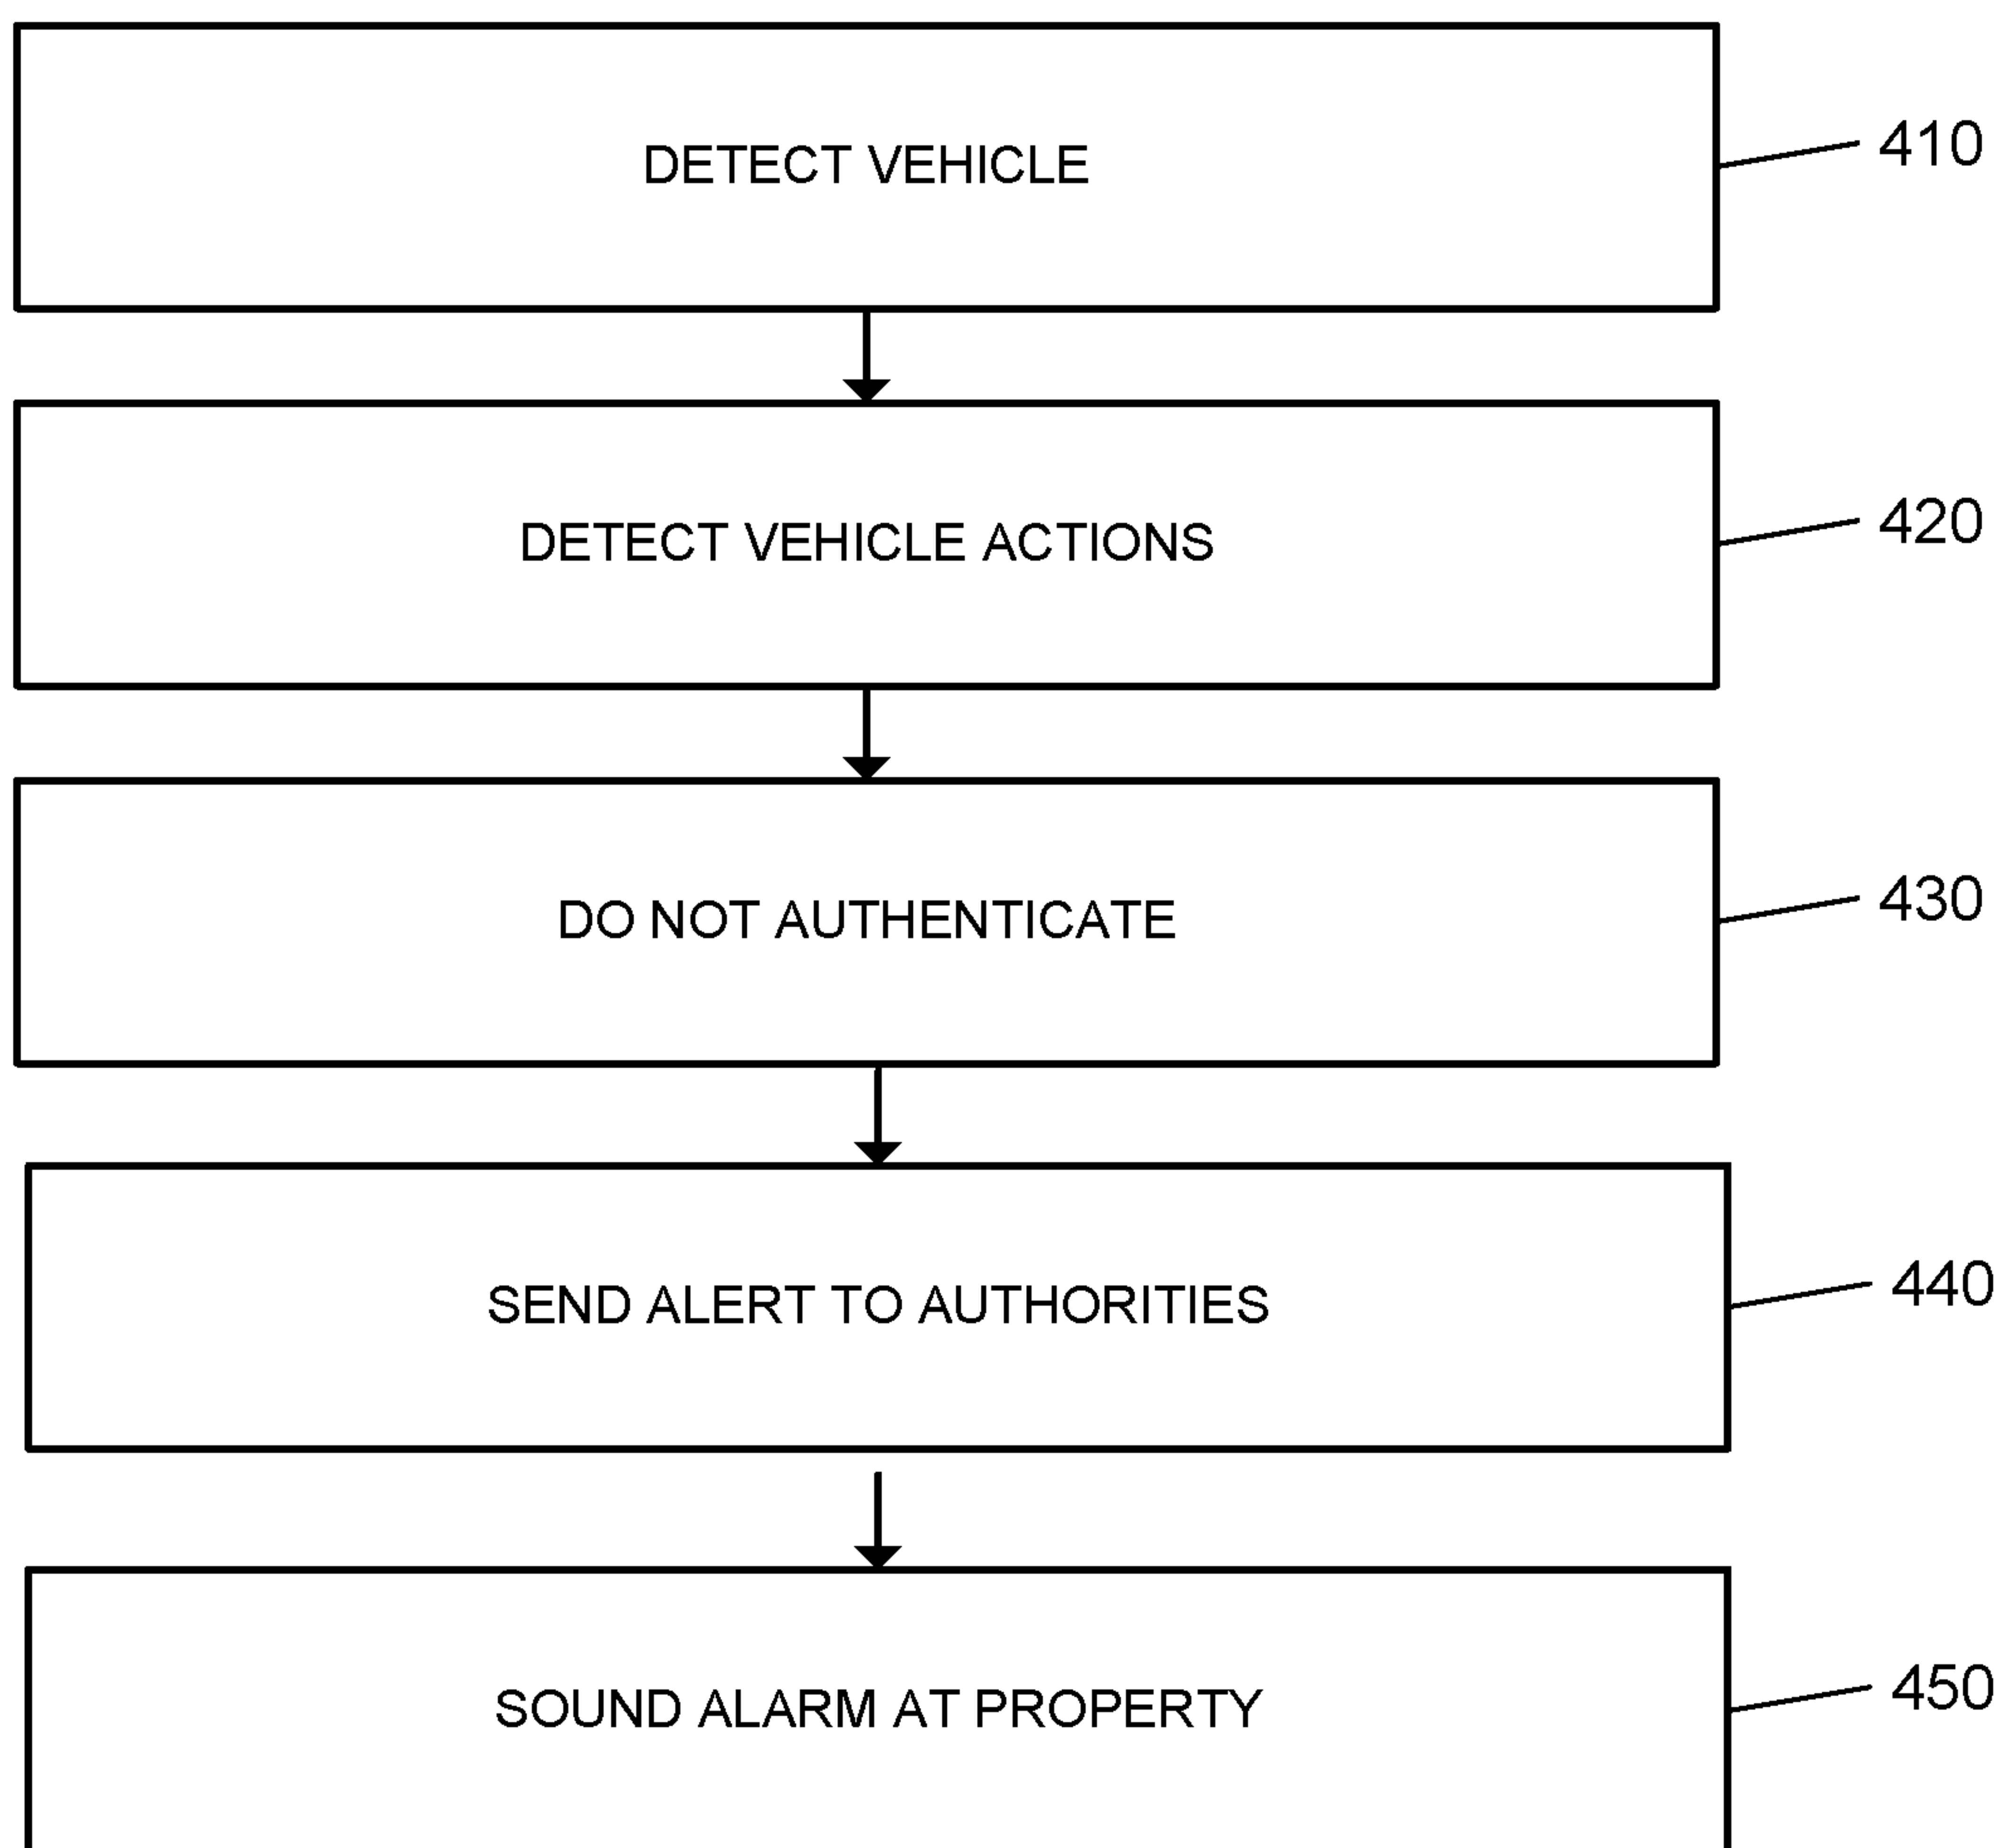 DETECT VEHICLE
410
DETECT VEHICLE ACTIONS
420
DO NOT AUTHENTICATE
430
SEND ALERT TO AUTHORITIES
440
SOUND ALARM AT PROPERTY
450